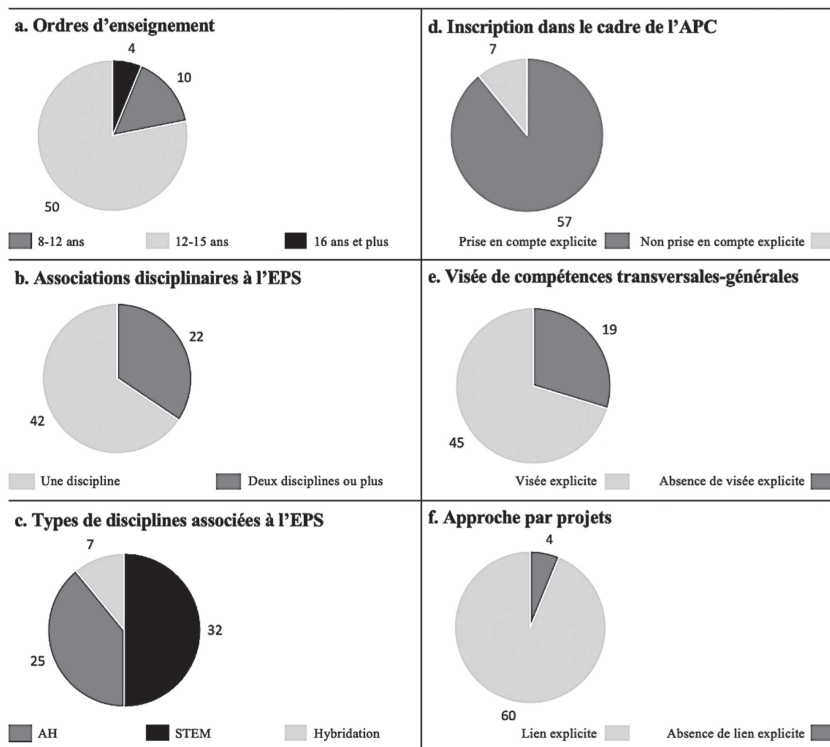 a. Ordres d'enseignement
4
10
50
8-12 ans 12-15 ans 16 ans et plus
b. Associations disciplinaires à l'EPS
22
42
Une discipline Deux disciplines ou plus
c. Types de disciplines associées à l'EPS
7
32
25
AH STEM Hybridation
d. Inscription dans le cadre de l'APC
7
57
Prise en compte explicite Non prise en compte explicite
e. Visée de compétences transversales-générales
19
45
Visée explicite Absence de visée explicite
f. Approche par projets
4
60
Lien explicite Absence de lien explicite